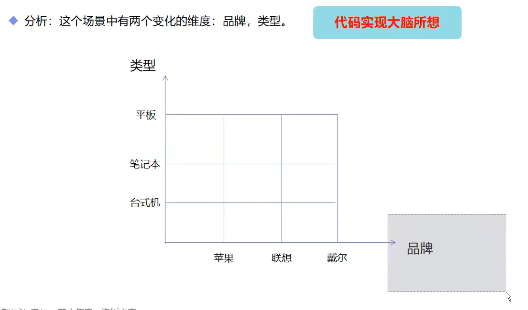 分析：这个场景中有两个变化的维度：品牌，类型。
代码实现大脑所想
类型
平板
笔记本
台式机
苹果 联想 戴尔
品牌